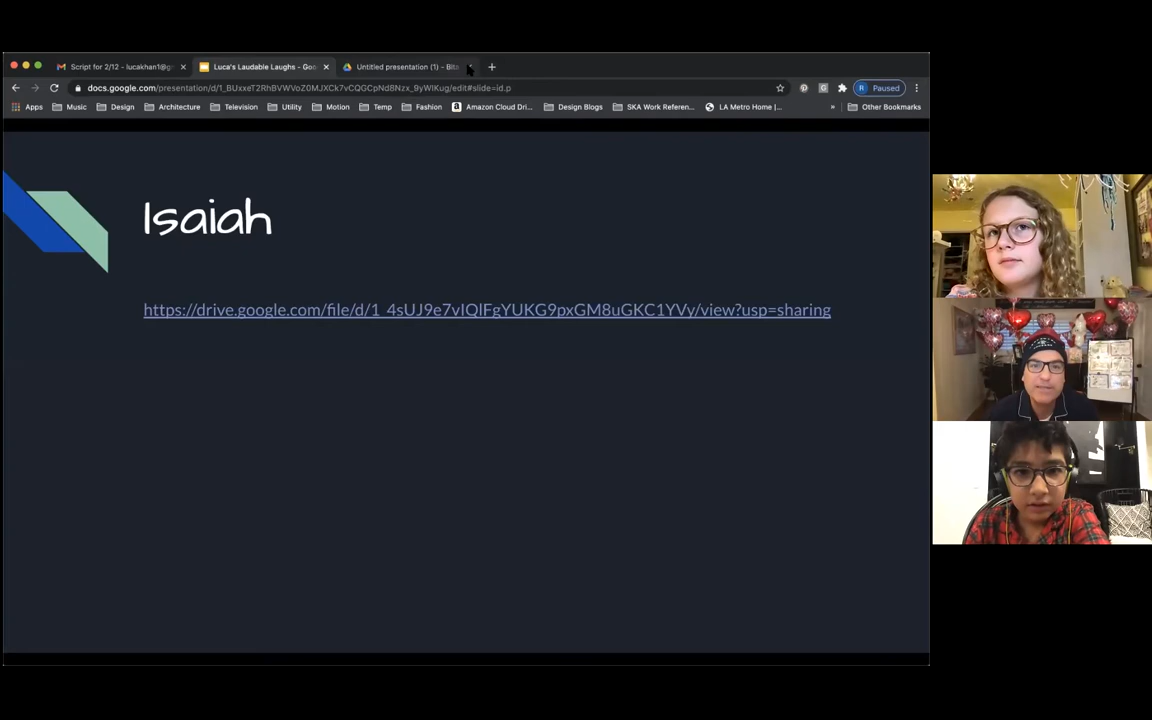 Script for 2/12 - lucakhan1@g
Luca's Laudable Laughs - Goo
Untitled presentation (1) - Bita
docs.google.com/presentation/d/1_BUxxeT2RhBVWVoZ0MJXCk7vCQGCpNd8Nzx_9yWlKug/edit#slide=id.p
Paused
Apps Music Design Architecture Television Utility Motion Temp Fashion Amazon Cloud Dri... Design Blogs SKA Work Referen... LA Metro Home |... » Other Bookmarks
Isaiah
https://drive.google.com/file/d/1_4sUJ9e7vIQlFgYUKG9pxGM8uGKC1YVy/view?usp=sharing